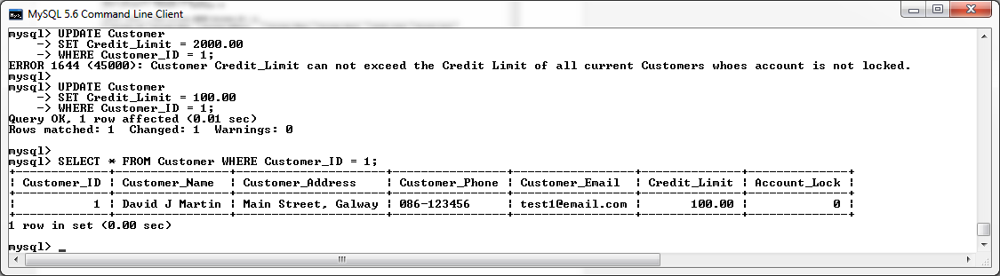 MySQL 5.6 Command Line Client
mysql> UPDATE Customer
    -> SET Credit_Limit = 2000.00
    -> WHERE Customer_ID = 1;
ERROR 1644 (45000): Customer Credit_Limit can not exceed the Credit Limit of all current Customers whoes account is not locked.
mysql>
mysql> UPDATE Customer
    -> SET Credit_Limit = 100.00
    -> WHERE Customer_ID = 1;
Query OK, 1 row affected (0.01 sec)
Rows matched: 1  Changed: 1  Warnings: 0
mysql>
mysql> SELECT * FROM Customer WHERE Customer_ID = 1;
+-------------+----------------+---------------------+----------------+------------------+--------------+--------------+
| Customer_ID | Customer_Name  | Customer_Address    | Customer_Phone | Customer_Email   | Credit_Limit | Account_Lock |
+-------------+----------------+---------------------+----------------+------------------+--------------+--------------+
|           1 | David J Martin | Main Street, Galway | 086-123456     | test1@email.com  |       100.00 |            0 |
+-------------+----------------+---------------------+----------------+------------------+--------------+--------------+
1 row in set (0.00 sec)
mysql> _